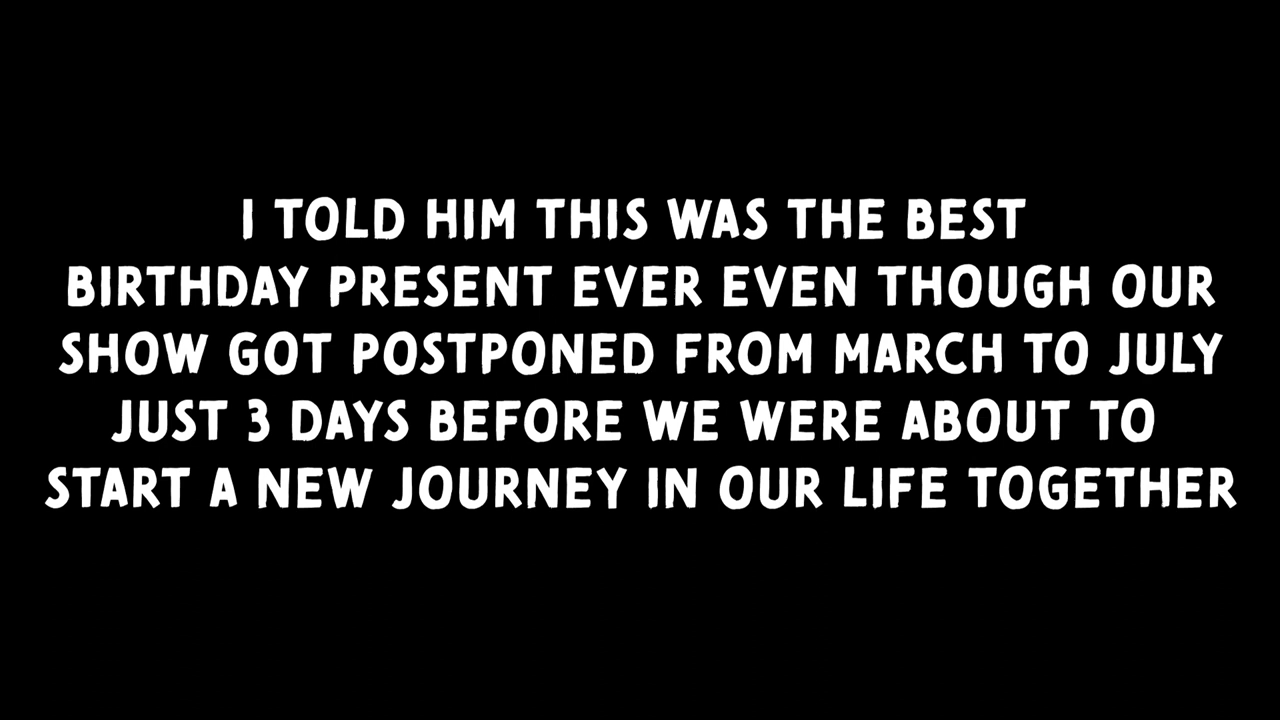 I TOLD HIM THIS WAS THE BEST
BIRTHDAY PRESENT EVER EVEN THOUGH OUR
SHOW GOT POSTPONED FROM MARCH TO JULY
JUST 3 DAYS BEFORE WE WERE ABOUT TO
START A NEW JOURNEY IN OUR LIFE TOGETHER